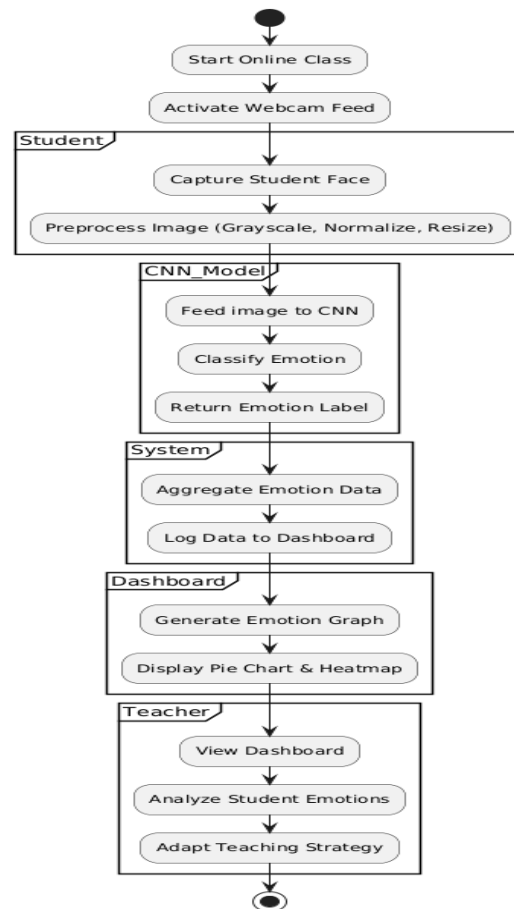 Start Online Class
Activate Webcam Feed
Student
Capture Student Face
Preprocess Image (Grayscale, Normalize, Resize)
CNN_Model
Feed image to CNN
Classify Emotion
Return Emotion Label
System
Aggregate Emotion Data
Log Data to Dashboard
Dashboard
Generate Emotion Graph
Display Pie Chart & Heatmap
Teacher
View Dashboard
Analyze Student Emotions
Adapt Teaching Strategy